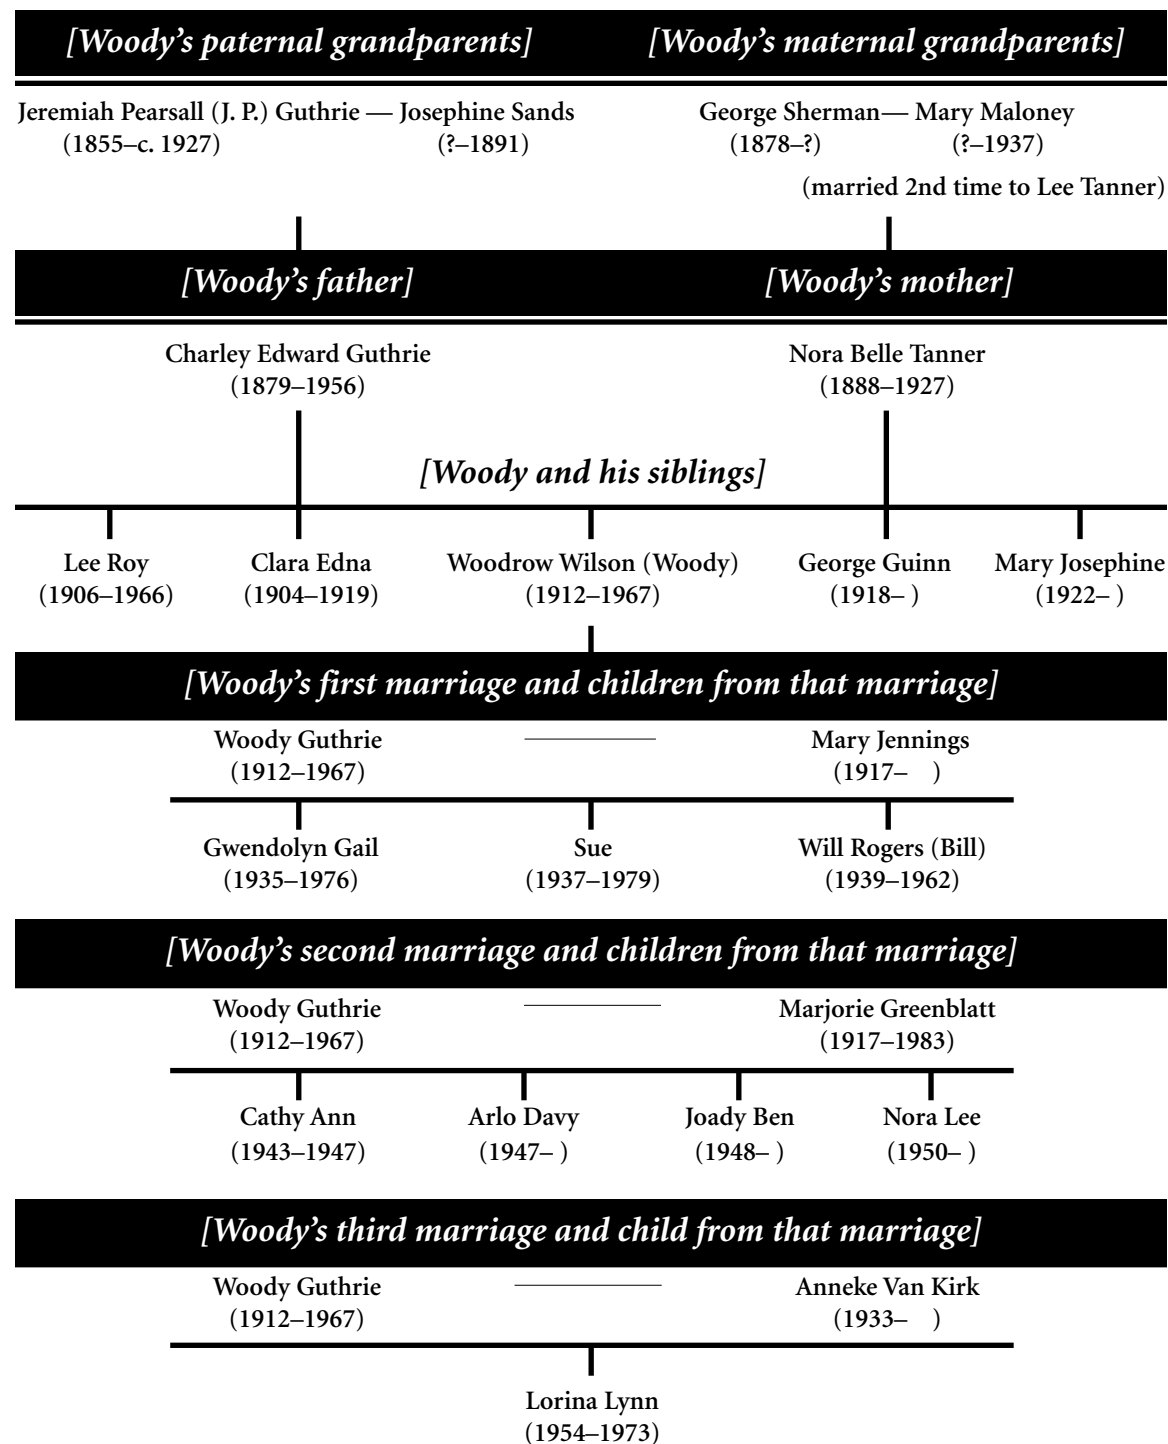 [Woody's paternal grandparents] [Woody's maternal grandparents]
Jeremiah Pearsall (J. P.) Guthrie — Josephine Sands George Sherman— Mary Maloney
(1855–c. 1927) (?–1891) (1878–?) (?–1937)
(married 2nd time to Lee Tanner)
[Woody's father] [Woody's mother]
Charley Edward Guthrie Nora Belle Tanner
(1879–1956) (1888–1927)
[Woody and his siblings]
Lee Roy Clara Edna Woodrow Wilson (Woody) George Guinn Mary Josephine
(1906–1966) (1904–1919) (1912–1967) (1918– ) (1922– )
[Woody's first marriage and children from that marriage]
Woody Guthrie Mary Jennings
(1912–1967) (1917– )
Gwendolyn Gail Sue Will Rogers (Bill)
(1935–1976) (1937–1979) (1939–1962)
[Woody's second marriage and children from that marriage]
Woody Guthrie Marjorie Greenblatt
(1912–1967) (1917–1983)
Cathy Ann Arlo Davy Joady Ben Nora Lee
(1943–1947) (1947– ) (1948– ) (1950– )
[Woody's third marriage and child from that marriage]
Woody Guthrie Anneke Van Kirk
(1912–1967) (1933– )
Lorina Lynn
(1954–1973)